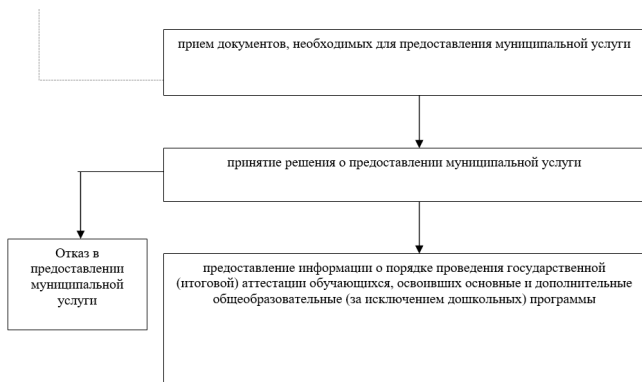 прием документов, необходимых для предоставления муниципальной услуги
принятие решения о предоставлении муниципальной услуги
Отказ в
предоставлении
муниципальной
услуги
предоставление информации о порядке проведения государственной
(итоговой) аттестации обучающихся, освоивших основные и дополнительные
общеобразовательные (за исключением дошкольных) программы